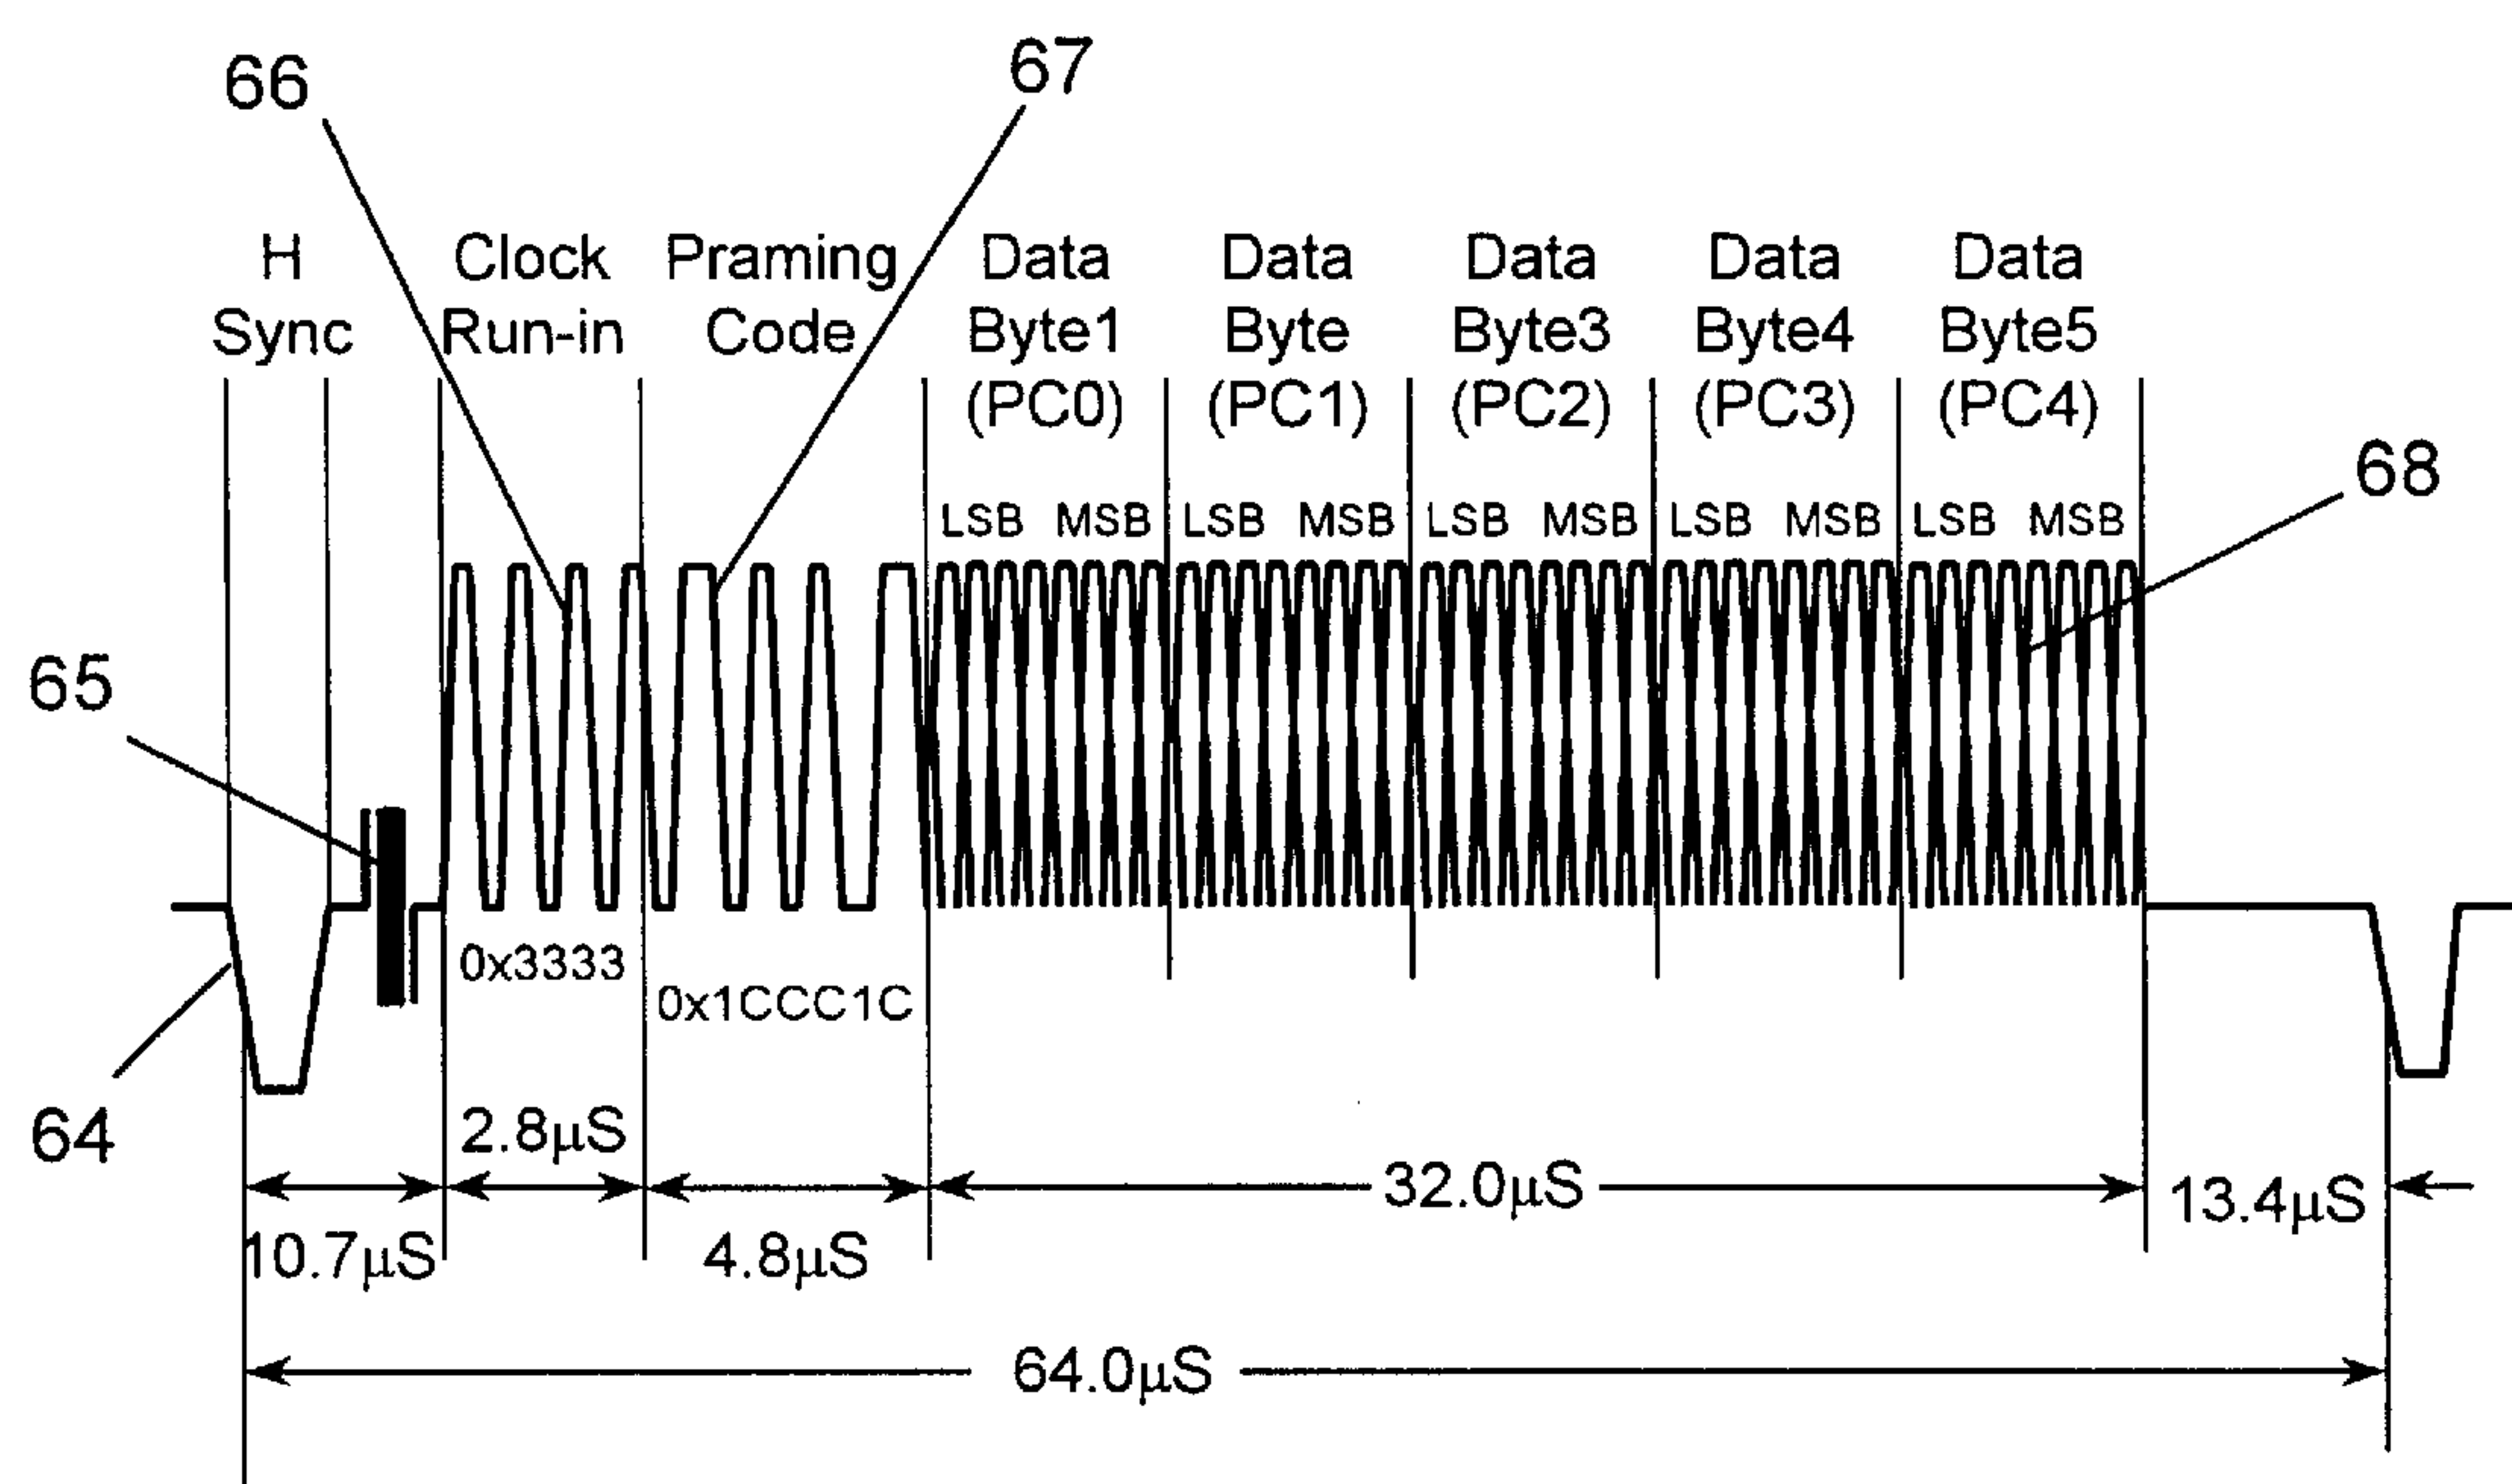 66
67
H
Sync
Clock
Run-in
Praming
Code
Data
Byte1
(PC0)
Data
Byte
(PC1)
Data
Byte3
(PC2)
Data
Byte4
(PC3)
Data
Byte5
(PC4)
68
LSB MSB LSB MSB LSB MSB LSB MSB LSB MSB
65
0x3333
0x1CCC1C
64
2.8µS
32.0µS
13.4µS
10.7µS
4.8µS
64.0µS